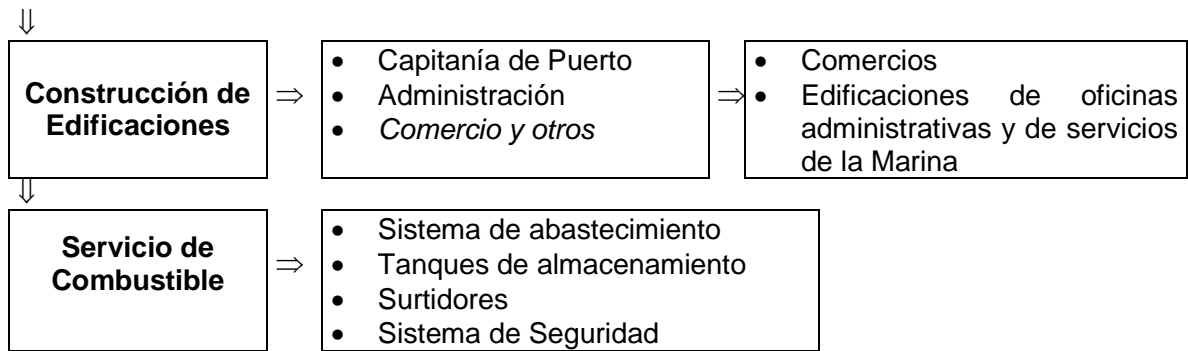 ⇓
Construcción de
Edificaciones
⇒
• Capitanía de Puerto
• Administración
• Comercio y otros
⇒
• Comercios
• Edificaciones de oficinas
administrativas y de servicios
de la Marina
⇓
Servicio de
Combustible
⇒
• Sistema de abastecimiento
• Tanques de almacenamiento
• Surtidores
• Sistema de Seguridad